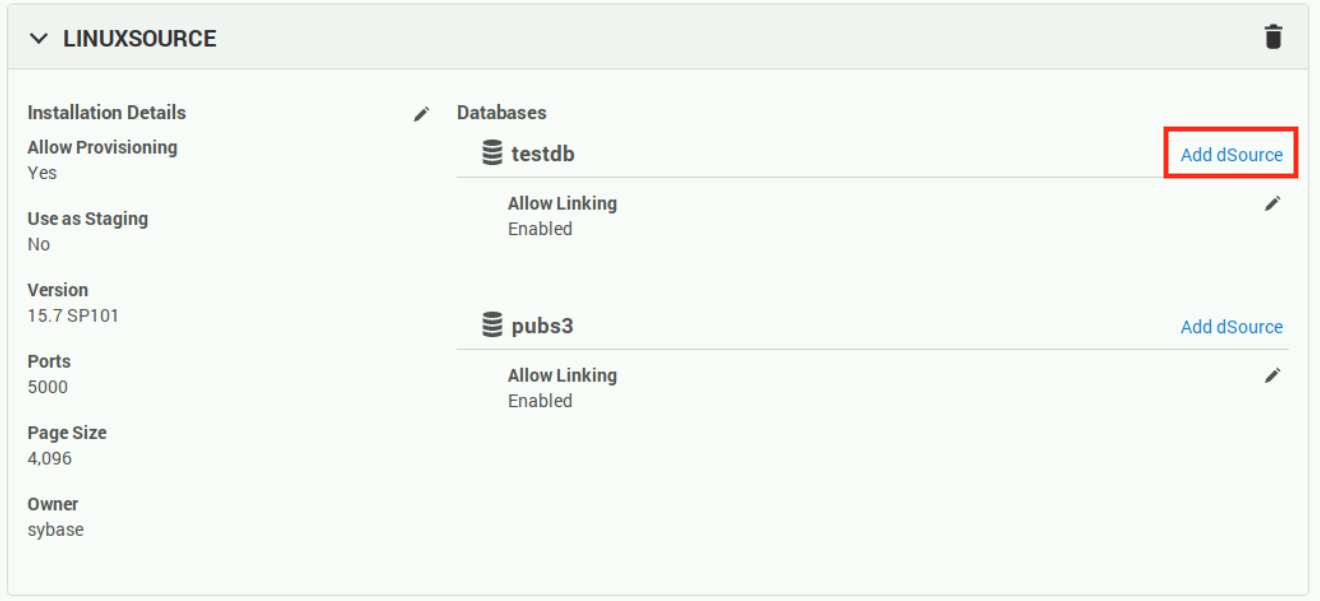 LINUXSOURCE
Installation Details
Allow Provisioning
Yes
Use as Staging
No
Version
15.7 SP101
Ports
5000
Page Size
4,096
Owner
sybase
Databases
testdb
Add dSource
Allow Linking
Enabled
pubs3
Add dSource
Allow Linking
Enabled